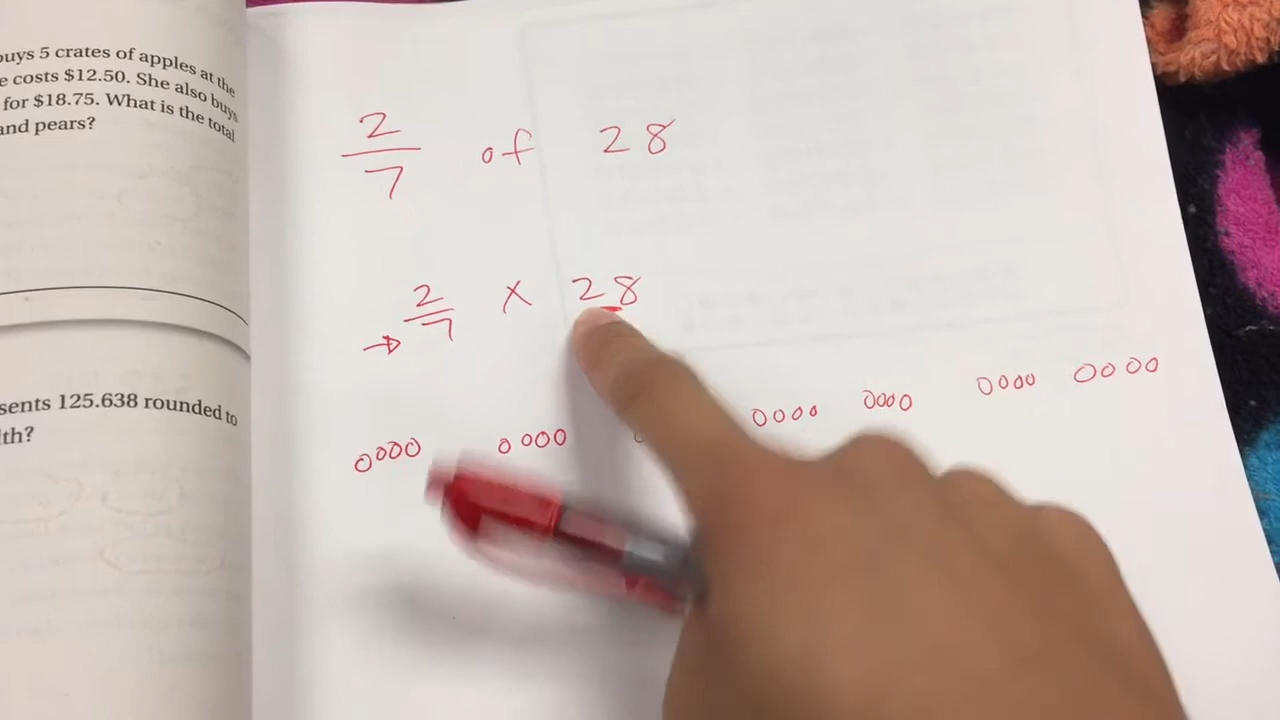 buys 5 crates of apples at the
e costs $12.50. She also buys
for $18.75. What is the total
and pears?
sents 125.638 rounded to
lth?
2/7 of 28
2/7 x 28
0000 0000 0000 0000 0000 0000